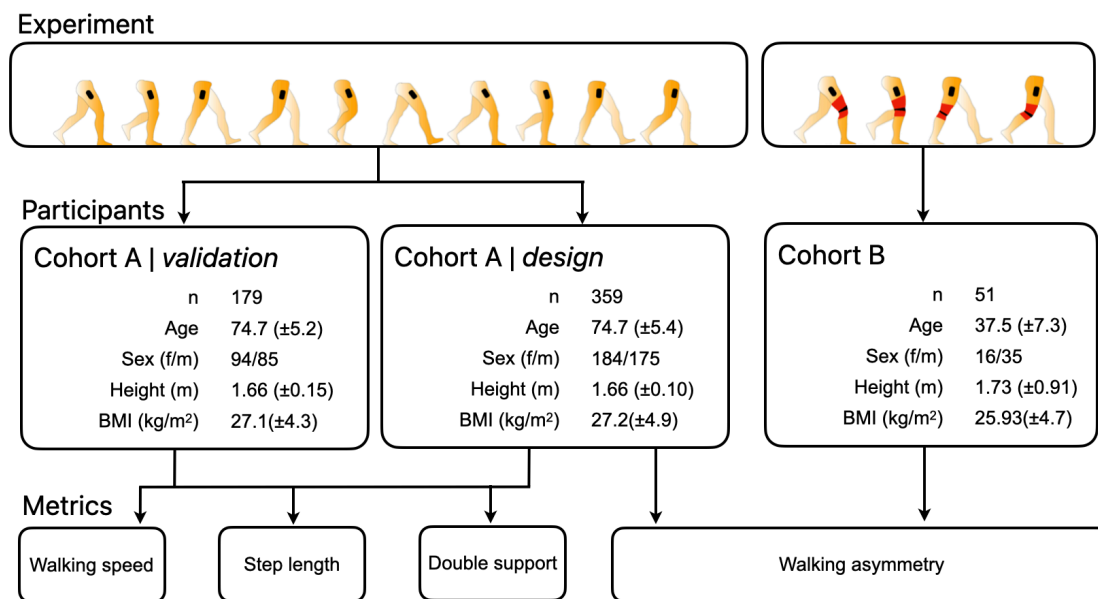 Experiment
Participants
Cohort A | validation
n 179
Age 74.7 (±5.2)
Sex (f/m) 94/85
Height (m) 1.66 (±0.15)
BMI (kg/m²) 27.1(±4.3)
Cohort A | design
n 359
Age 74.7 (±5.4)
Sex (f/m) 184/175
Height (m) 1.66 (±0.10)
BMI (kg/m²) 27.2(±4.9)
Cohort B
n 51
Age 37.5 (±7.3)
Sex (f/m) 16/35
Height (m) 1.73 (±0.91)
BMI (kg/m²) 25.93(±4.7)
Metrics
Walking speed
Step length
Double support
Walking asymmetry